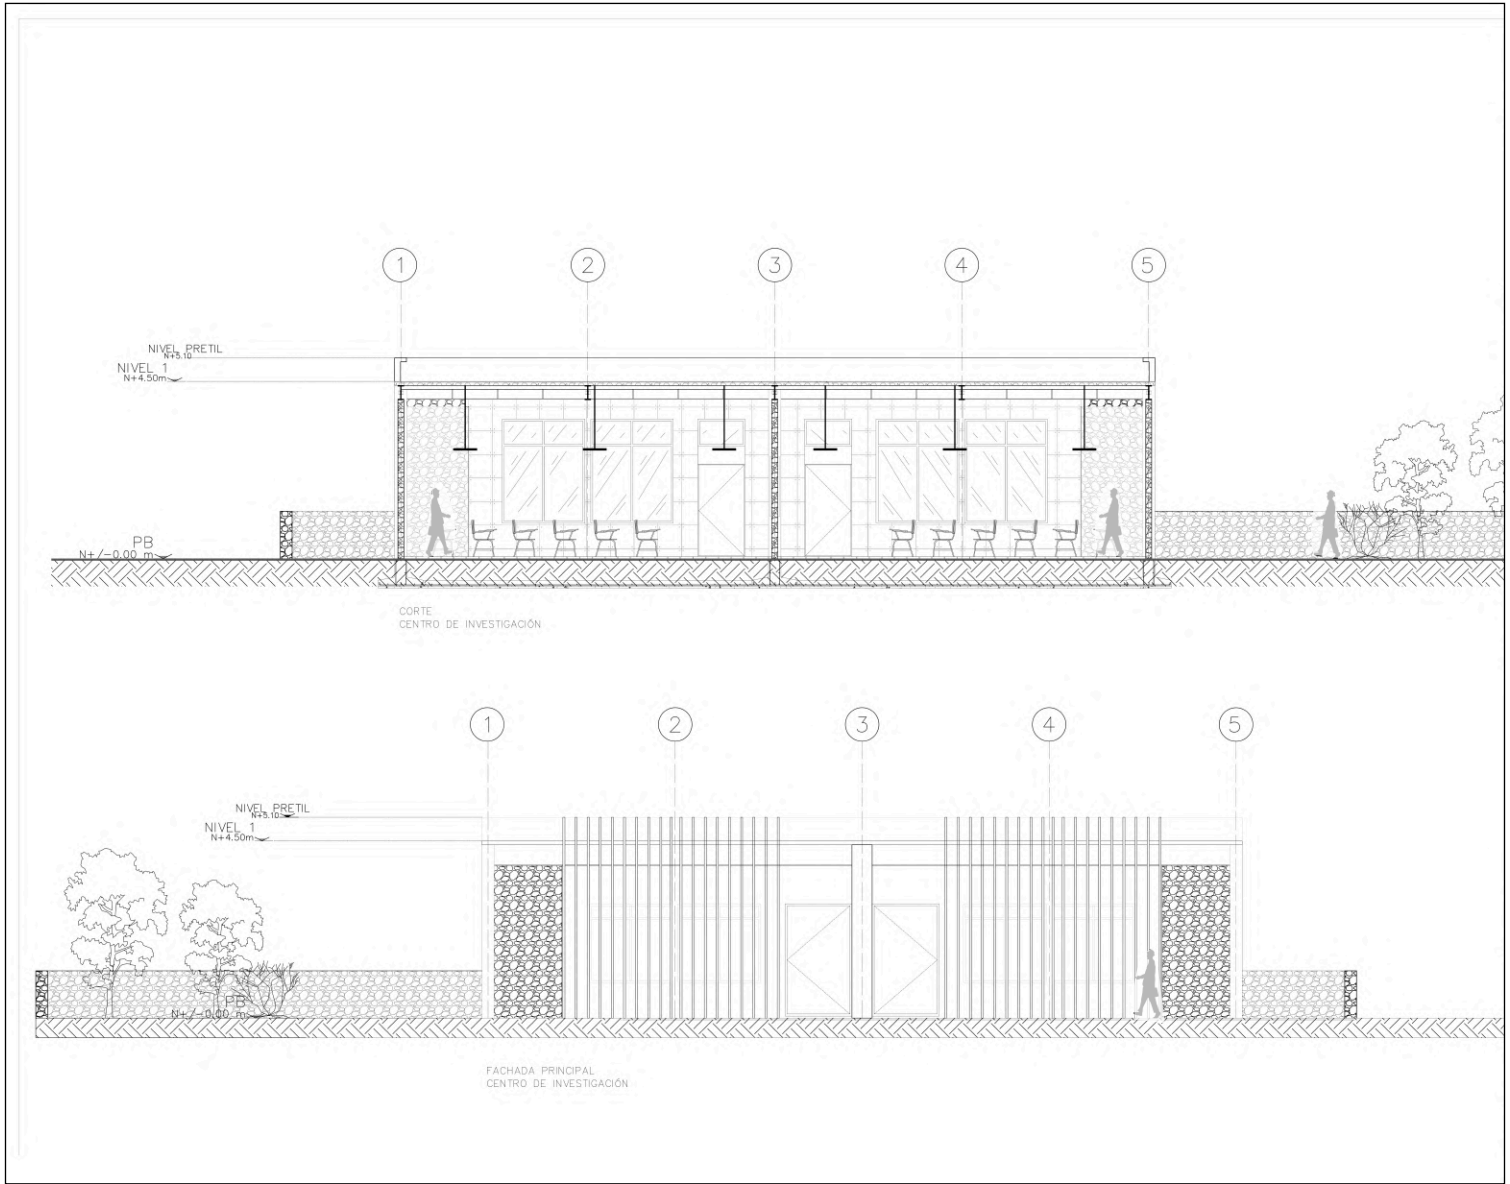 1 2 3 4 5
NIVEL PRETIL
N+5.10
NIVEL 1
N+4.50m
PB
N+/-0.00 m
CORTE
CENTRO DE INVESTIGACIÓN
1 2 3 4 5
NIVEL PRETIL
N+5.10
NIVEL 1
N+4.50m
PB
N+/-0.00 m
FACHADA PRINCIPAL
CENTRO DE INVESTIGACIÓN